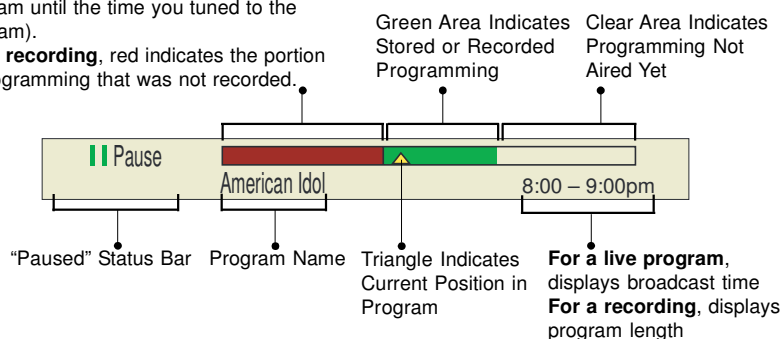 am until the time you tuned to the
am).
recording, red indicates the portion
ogramming that was not recorded.
Green Area Indicates
Stored or Recorded
Programming
Clear Area Indicates
Programming Not
Aired Yet
Pause
American Idol
8:00 – 9:00pm
“Paused” Status Bar
Program Name
Triangle Indicates
Current Position in
Program
For a live program,
displays broadcast time
For a recording, displays
program length